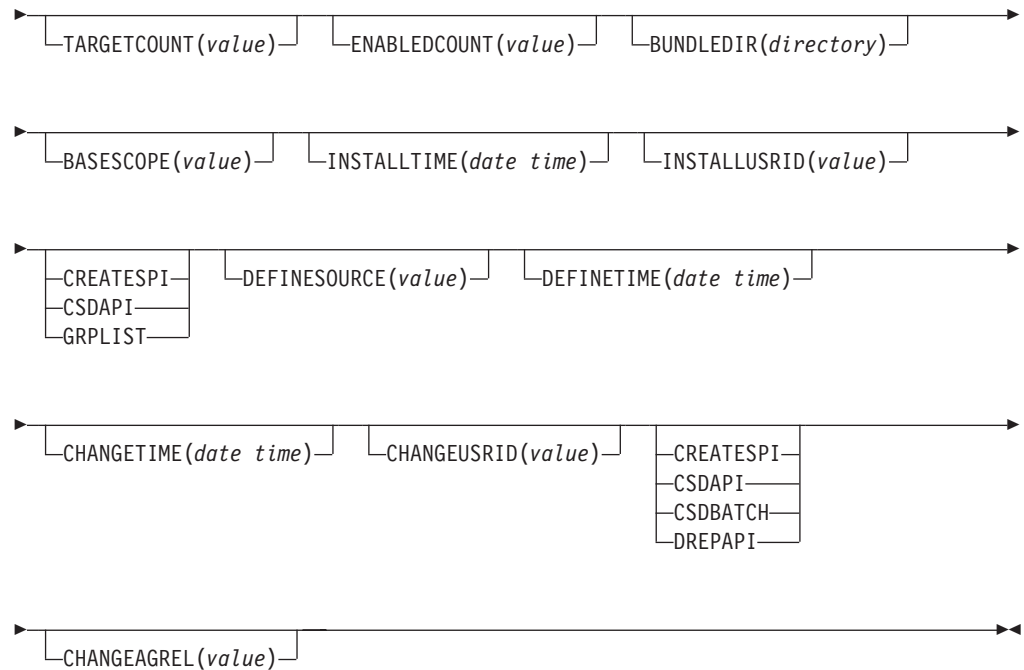 TARGETCOUNT(value) ENABLEDCOUNT(value) BUNDLEDIR(directory)
BASESCOPE(value) INSTALLTIME(date time) INSTALLUSRID(value)
CREATESPI DEFINESOURCE(value) DEFINETIME(date time)
CSDAPI
GRPLIST
CHANGETIME(date time) CHANGEUSRID(value) CREATESPI
CSDAPI
CSDBATCH
DREPAPI
CHANGEAGREL(value)